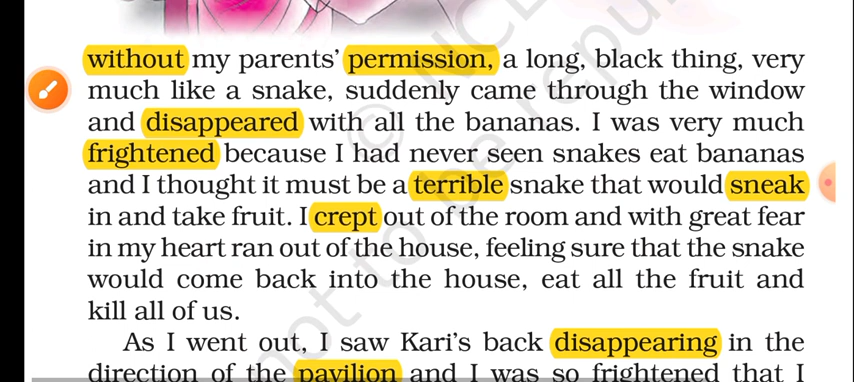 without my parents’ permission, a long, black thing, very
much like a snake, suddenly came through the window
and disappeared with all the bananas. I was very much
frightened because I had never seen snakes eat bananas
and I thought it must be a terrible snake that would sneak
in and take fruit. I crept out of the room and with great fear
in my heart ran out of the house, feeling sure that the snake
would come back into the house, eat all the fruit and
kill all of us.
As I went out, I saw Kari’s back disappearing in the
direction of the pavilion and I was so frightened that I